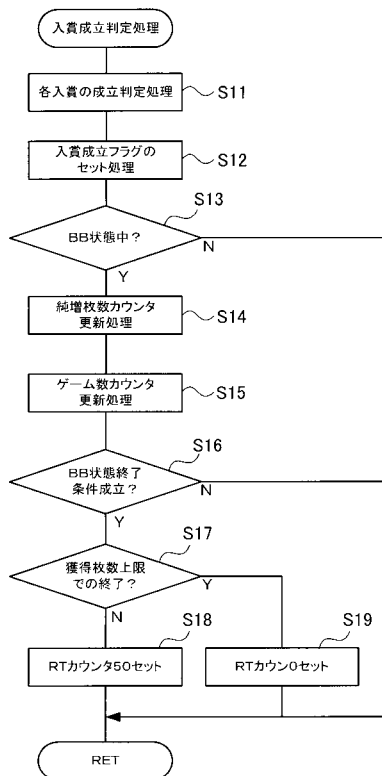 入賞成立判定処理
各入賞の成立判定処理
S11
入賞成立フラグの
セット処理
S12
S13
BB状態中？
N
Y
純増枚数カウンタ
更新処理
S14
ゲーム数カウンタ
更新処理
S15
S16
BB状態終了
条件成立？
N
Y
S17
獲得枚数上限
での終了？
Y
N
S18
S19
RTカウンタ50セット
RTカウン0セット
RET